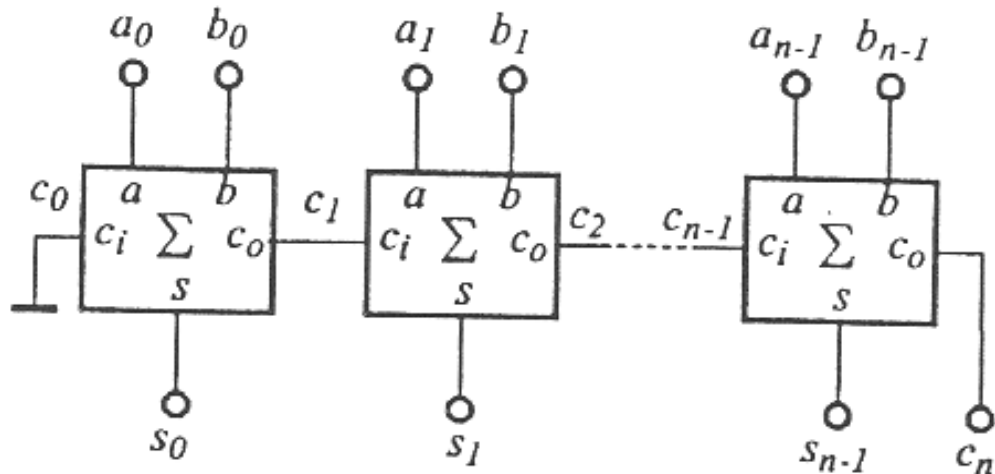 a0 b0 a1 b1 an-1 bn-1
c0 a b c1 a b c2 cn-1 a b
ci Σ co ci Σ co ci Σ co
s s s
s0 s1 sn-1 cn